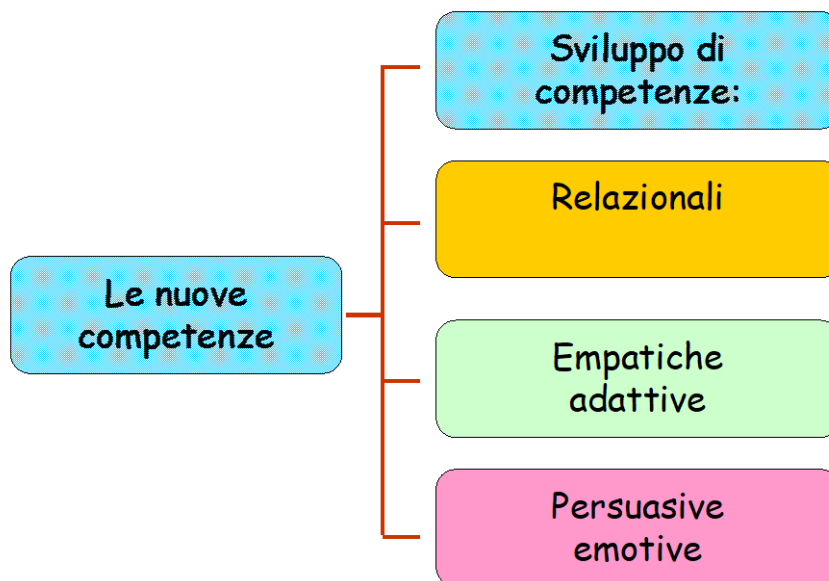 Sviluppo di
competenze:
Relazionali
Le nuove
competenze
Empatiche
adattive
Persuasive
emotive